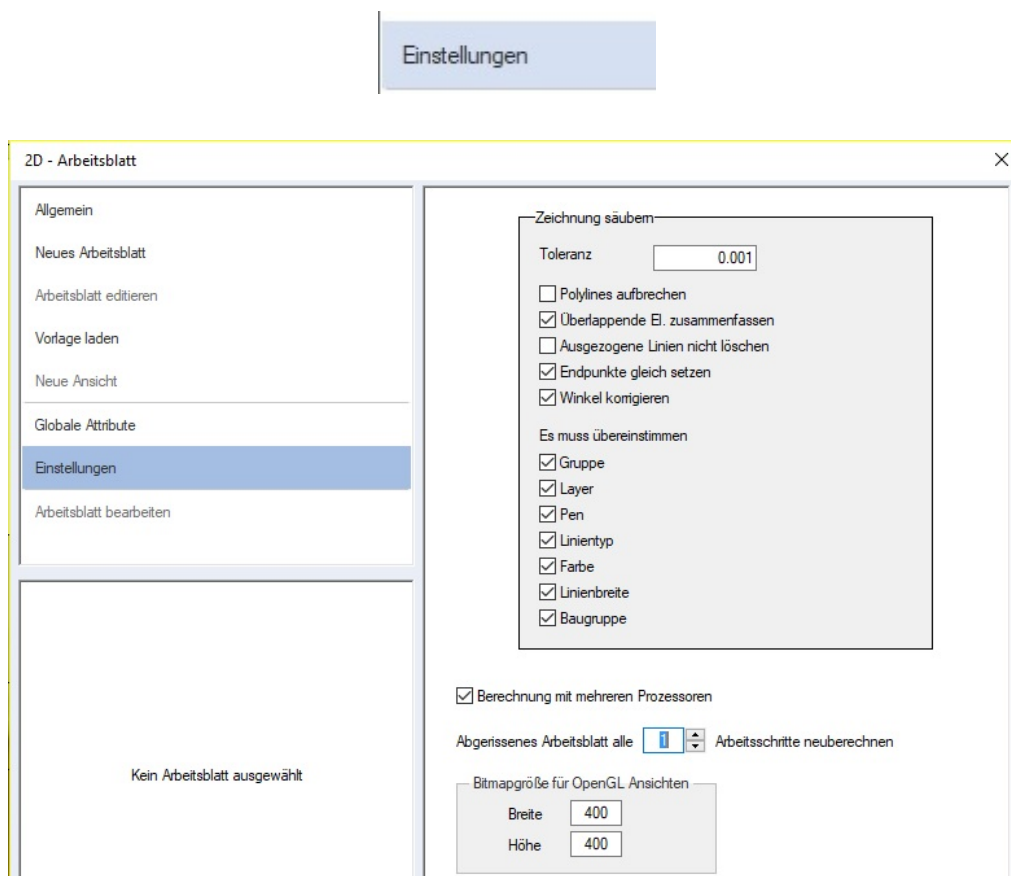 Einstellungen
2D - Arbeitsblatt
Allgemein
Neues Arbeitsblatt
Arbeitsblatt editieren
Vorlage laden
Neue Ansicht
Globale Attribute
Einstellungen
Arbeitsblatt bearbeiten
Kein Arbeitsblatt ausgewählt
Zeichnung säubern
Toleranz 0.001
Polylines aufbrechen
Überlappende El. zusammenfassen
Ausgezogene Linien nicht löschen
Endpunkte gleich setzen
Winkel korrigieren
Es muss übereinstimmen
Gruppe
Layer
Pen
Linientyp
Farbe
Linienbreite
Baugruppe
Berechnung mit mehreren Prozessoren
Abgerissenes Arbeitsblatt alle 1 Arbeitsschritte neuberechnen
Bitmapgröße für OpenGL Ansichten
Breite 400
Höhe 400